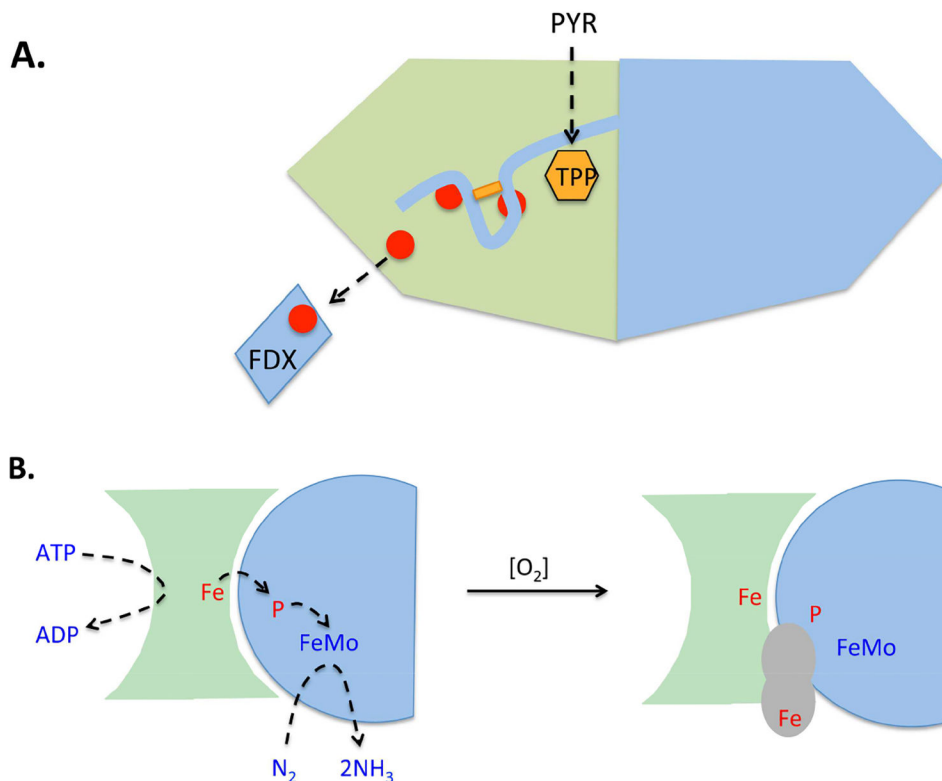 A.
PYR
TPP
FDX
B.
ATP
ADP
Fe
P
FeMo
N₂
2NH₃
[O₂]
Fe
P
FeMo
Fe